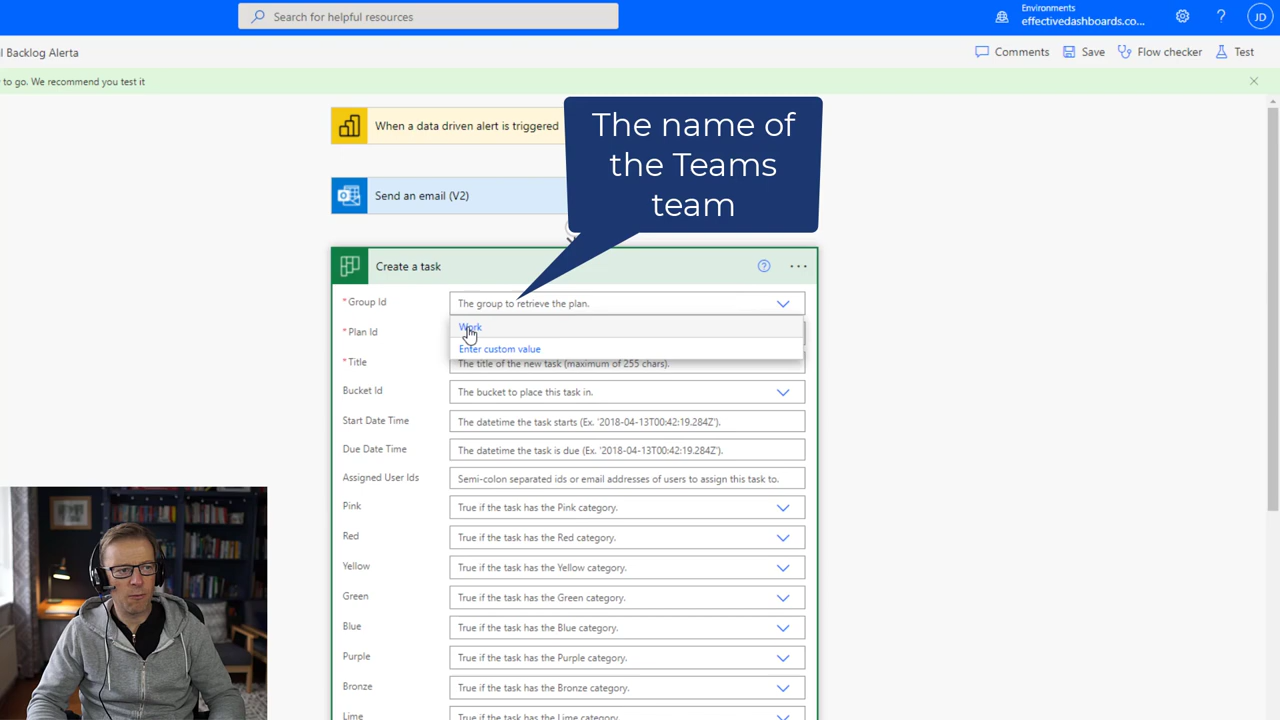 Search for helpful resources
Environments
effectivedashboards.co...
JD
l Backlog Alerta
Comments
Save
Flow checker
Test
to go. We recommend you test it
When a data driven alert is triggered
The name of
the Teams
team
Send an email (V2)
Create a task
* Group Id
The group to retrieve the plan.
Work
* Plan Id
Enter custom value
* Title
The title of the new task (maximum of 255 chars).
Bucket Id
The bucket to place this task in.
Start Date Time
The datetime the task starts (Ex. '2018-04-13T00:42:19.284Z').
Due Date Time
The datetime the task is due (Ex. '2018-04-13T00:42:19.284Z').
Assigned User Ids
Semi-colon separated ids or email addresses of users to assign this task to.
Pink
True if the task has the Pink category.
Red
True if the task has the Red category.
Yellow
True if the task has the Yellow category.
Green
True if the task has the Green category.
Blue
True if the task has the Blue category.
Purple
True if the task has the Purple category.
Bronze
True if the task has the Bronze category.
Lime
True if the task has the Lime category.